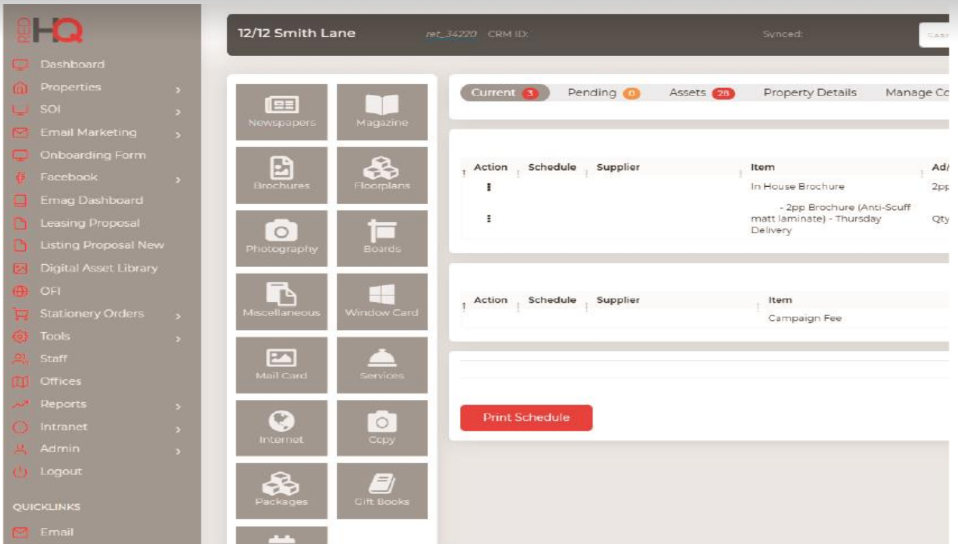 HQ
Dashboard
Properties
SOI
Email Marketing
Onboarding Form
Facebook
Emag Dashboard
Leasing Proposal
Listing Proposal New
Digital Asset Library
OFI
Stationery Orders
Tools
Staff
Offices
Reports
Intranet
Admin
Logout
QUICKLINKS
Email
12/12 Smith Lane ret_34220 CRM ID: Synced:
Newspapers Magazine
Brochures Floorplans
Photography Boards
Miscellaneous Window Card
Mail Card Services
Internet Copy
Packages Gift Books
Current 3 Pending 0 Assets 28 Property Details Manage Co
Action Schedule Supplier Item Ad/
In House Brochure 2pp
- 2pp Brochure (Anti-Scuff
matt laminate) - Thursday Qty
Delivery
Action Schedule Supplier Item
Campaign Fee
Print Schedule